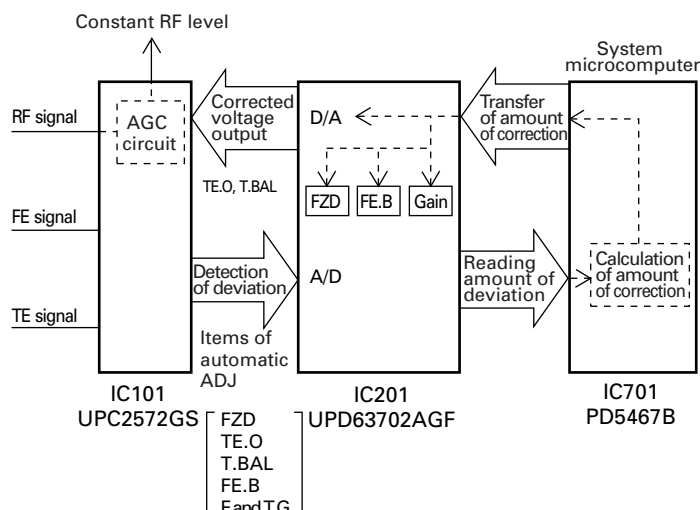 Constant RF level
System
microcomputer
RF signal
AGC
circuit
Corrected
voltage
output
D/A
Transfer
of amount
of correction
TE.O, T.BAL
FZD
FE.B
Gain
FE signal
Detection
of deviation
A/D
Reading
amount of
deviation
Calculation
of amount
of correction
TE signal
Items of
automatic
ADJ
IC101
UPC2572GS
IC201
UPD63702AGF
IC701
PD5467B
FZD
TE.O
T.BAL
FE.B
F and T.G